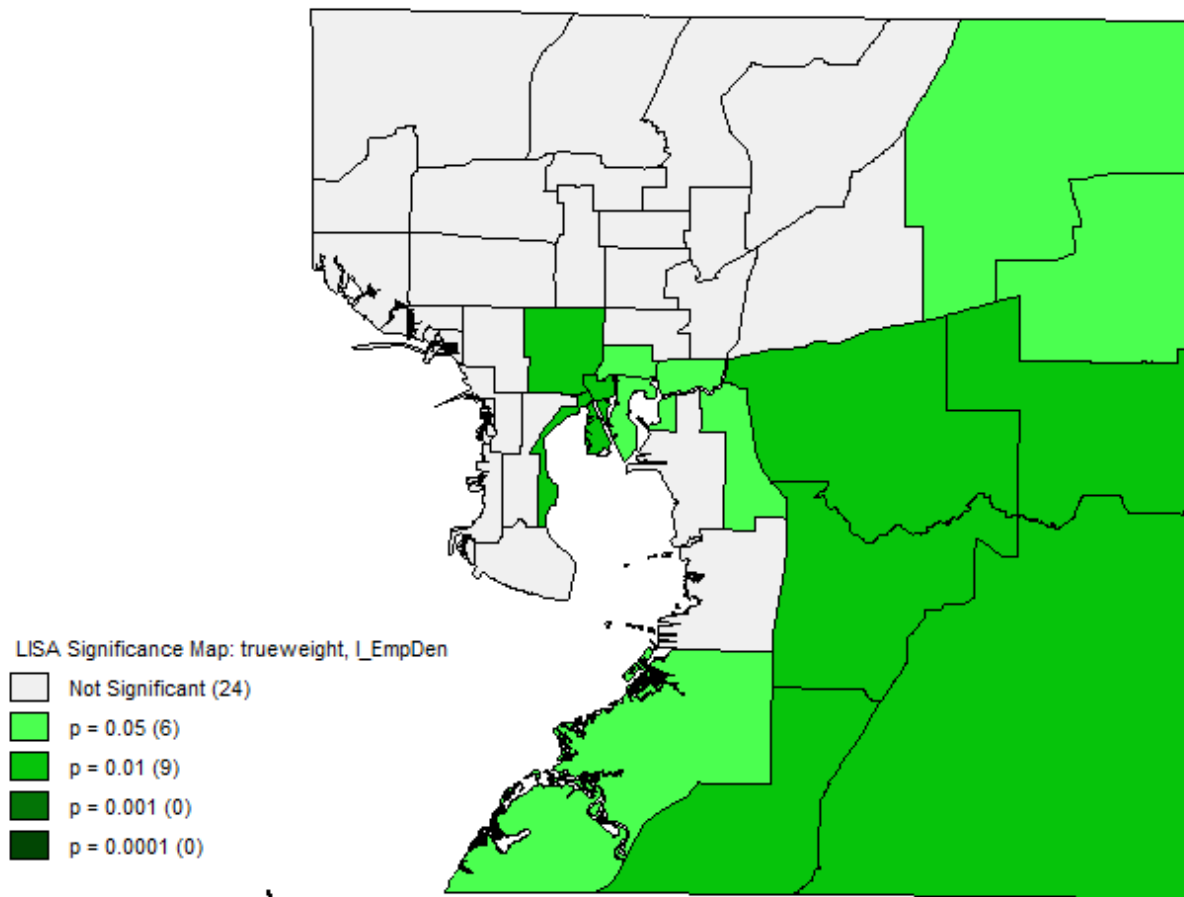 LISA Significance Map: trueweight, I_EmpDen
Not Significant (24)
p = 0.05 (6)
p = 0.01 (9)
p = 0.001 (0)
p = 0.0001 (0)